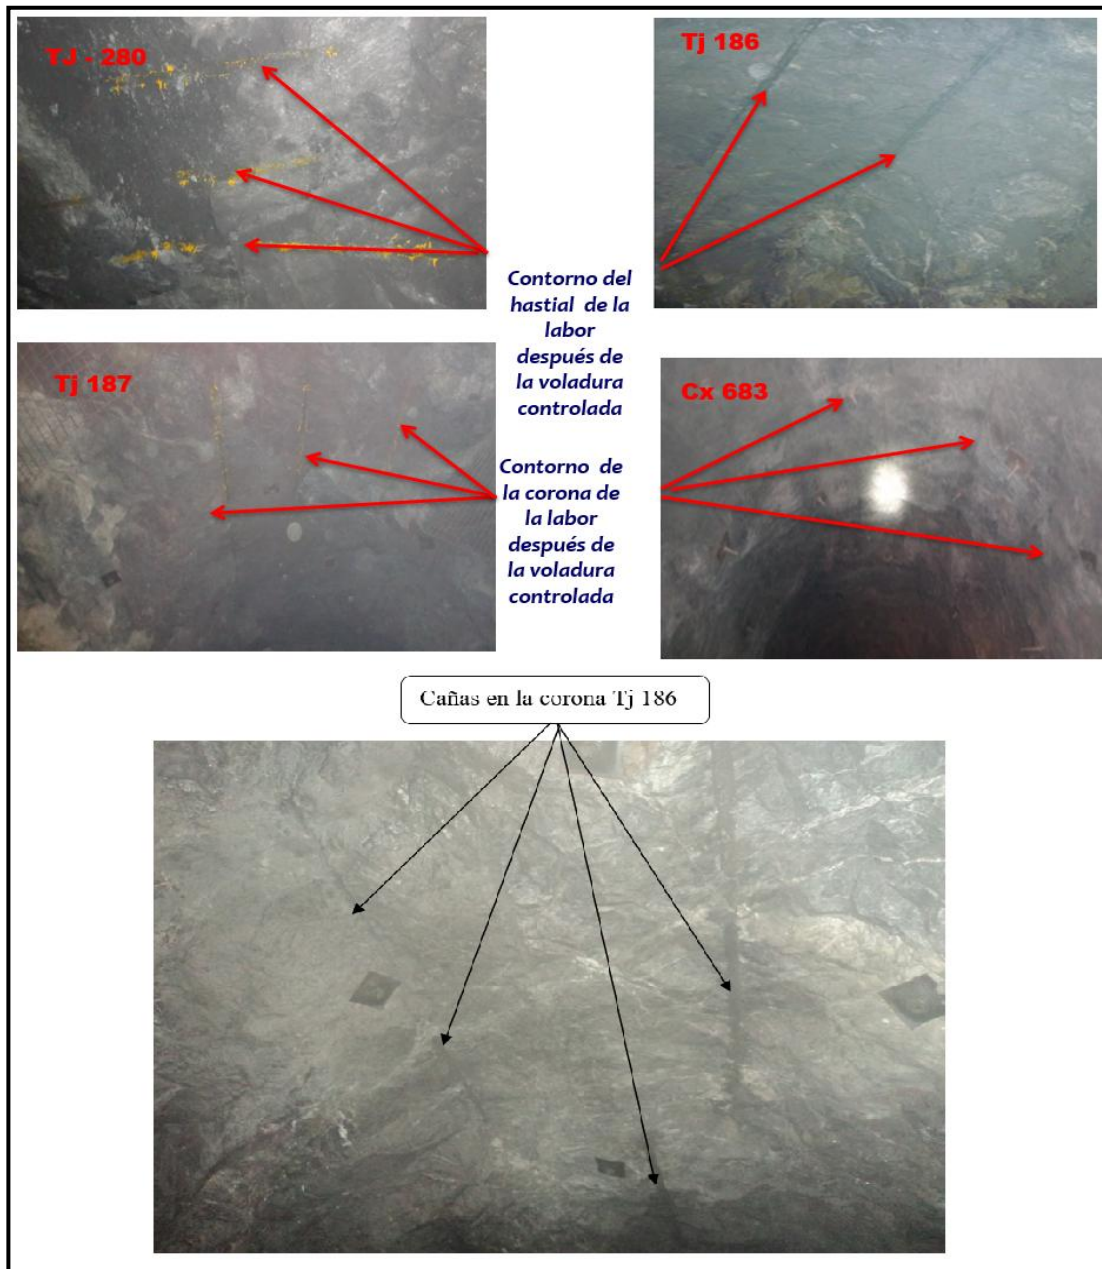 TJ - 280
Tj 186
Contorno del
hastial de la
labor
después de
la voladura
controlada
Tj 187
Cx 683
Contorno de
la corona de
la labor
después de
la voladura
controlada
Cañas en la corona Tj 186